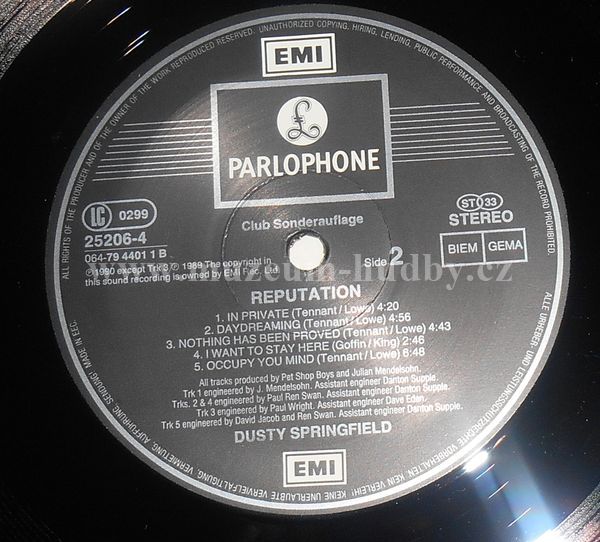 ALL RIGHTS OF THE PRODUCER AND OF THE OWNER OF THE WORK REPRODUCED RESERVED. UNAUTHORIZED COPYING, HIRING, LENDING, PUBLIC PERFORMANCE AND BROADCASTING OF THE RECORD PROHIBITED.
EMI
£
PARLOPHONE
Club Sonderauflage
LC 0299
25206-4
064-79 4401 1 B
℗1990 except Trk 3 ℗ 1989 The copyright in
this sound recording is owned by EMI Rec. Ltd.
ST 33
STEREO
BIEM GEMA
Side 2
www.muzeum-hudby.cz
REPUTATION
1. IN PRIVATE (Tennant/Lowe) 4:20
2. DAYDREAMING (Tennant/Lowe) 4:56
3. NOTHING HAS BEEN PROVED (Tennant/Lowe) 4:43
4. I WANT TO STAY HERE (Goffin/King) 2:46
5. OCCUPY YOU MIND (Tennant/Lowe) 6:48
All tracks produced by Pet Shop Boys and Julian Mendelsohn.
Trk 1 engineered by J. Mendelsohn. Assistant engineer Danton Supple.
Trks. 2 & 4 engineered by Paul Ren Swan. Assistant engineer Danton Supple.
Trk 3 engineered by Paul Wright. Assistant engineer Dave Eden.
Trk 5 engineered by David Jacob and Ren Swan. Assistant engineer Danton Supple.
DUSTY SPRINGFIELD
EMI
ALLE URHEBER- UND LEISTUNGSSCHUTZRECHTE VORBEHALTEN. KEIN VERLEIH! KEINE UNERLAUBTE VERVIELFÄLTIGUNG, VERMIETUNG, AUFFÜHRUNG, SENDUNG! MADE IN EEC.